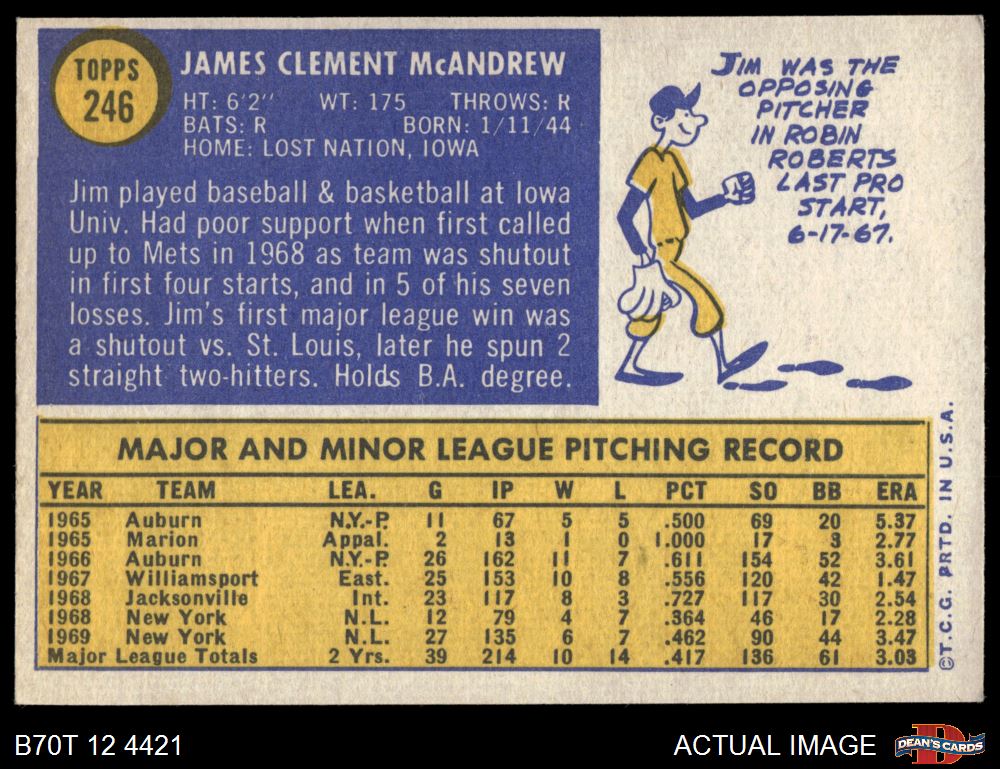 TOPPS
246
JAMES CLEMENT McANDREW
HT: 6'2" WT: 175 THROWS: R
BATS: R BORN: 1/11/44
HOME: LOST NATION, IOWA
Jim played baseball & basketball at Iowa
Univ. Had poor support when first called
up to Mets in 1968 as team was shutout
in first four starts, and in 5 of his seven
losses. Jim's first major league win was
a shutout vs. St. Louis, later he spun 2
straight two-hitters. Holds B.A. degree.
JIM WAS THE
OPPOSING
PITCHER
IN ROBIN
ROBERTS
LAST PRO
START,
6-17-67.
MAJOR AND MINOR LEAGUE PITCHING RECORD
YEAR TEAM LEA. G IP W L PCT SO BB ERA
1965 Auburn N.Y.-P. 11 67 5 5 .500 69 20 5.37
1965 Marion Appal. 2 13 1 0 1.000 17 3 2.77
1966 Auburn N.Y.-P. 26 162 11 7 .611 154 52 3.61
1967 Williamsport East. 25 153 10 8 .556 120 42 1.47
1968 Jacksonville Int. 23 117 8 3 .727 117 30 2.54
1968 New York N.L. 12 79 4 7 .364 46 17 2.28
1969 New York N.L. 27 135 6 7 .462 90 44 3.47
Major League Totals 2 Yrs. 39 214 10 14 .417 136 61 3.03
©T.C.G. PRTD. IN U.S.A.
B70T 12 4421
ACTUAL IMAGE
D
DEAN'S CARDS